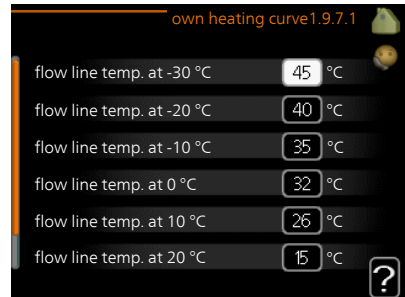 own heating curve1.9.7.1
flow line temp. at -30 °C 45 °C
flow line temp. at -20 °C 40 °C
flow line temp. at -10 °C 35 °C
flow line temp. at 0 °C 32 °C
flow line temp. at 10 °C 26 °C
flow line temp. at 20 °C 15 °C
?